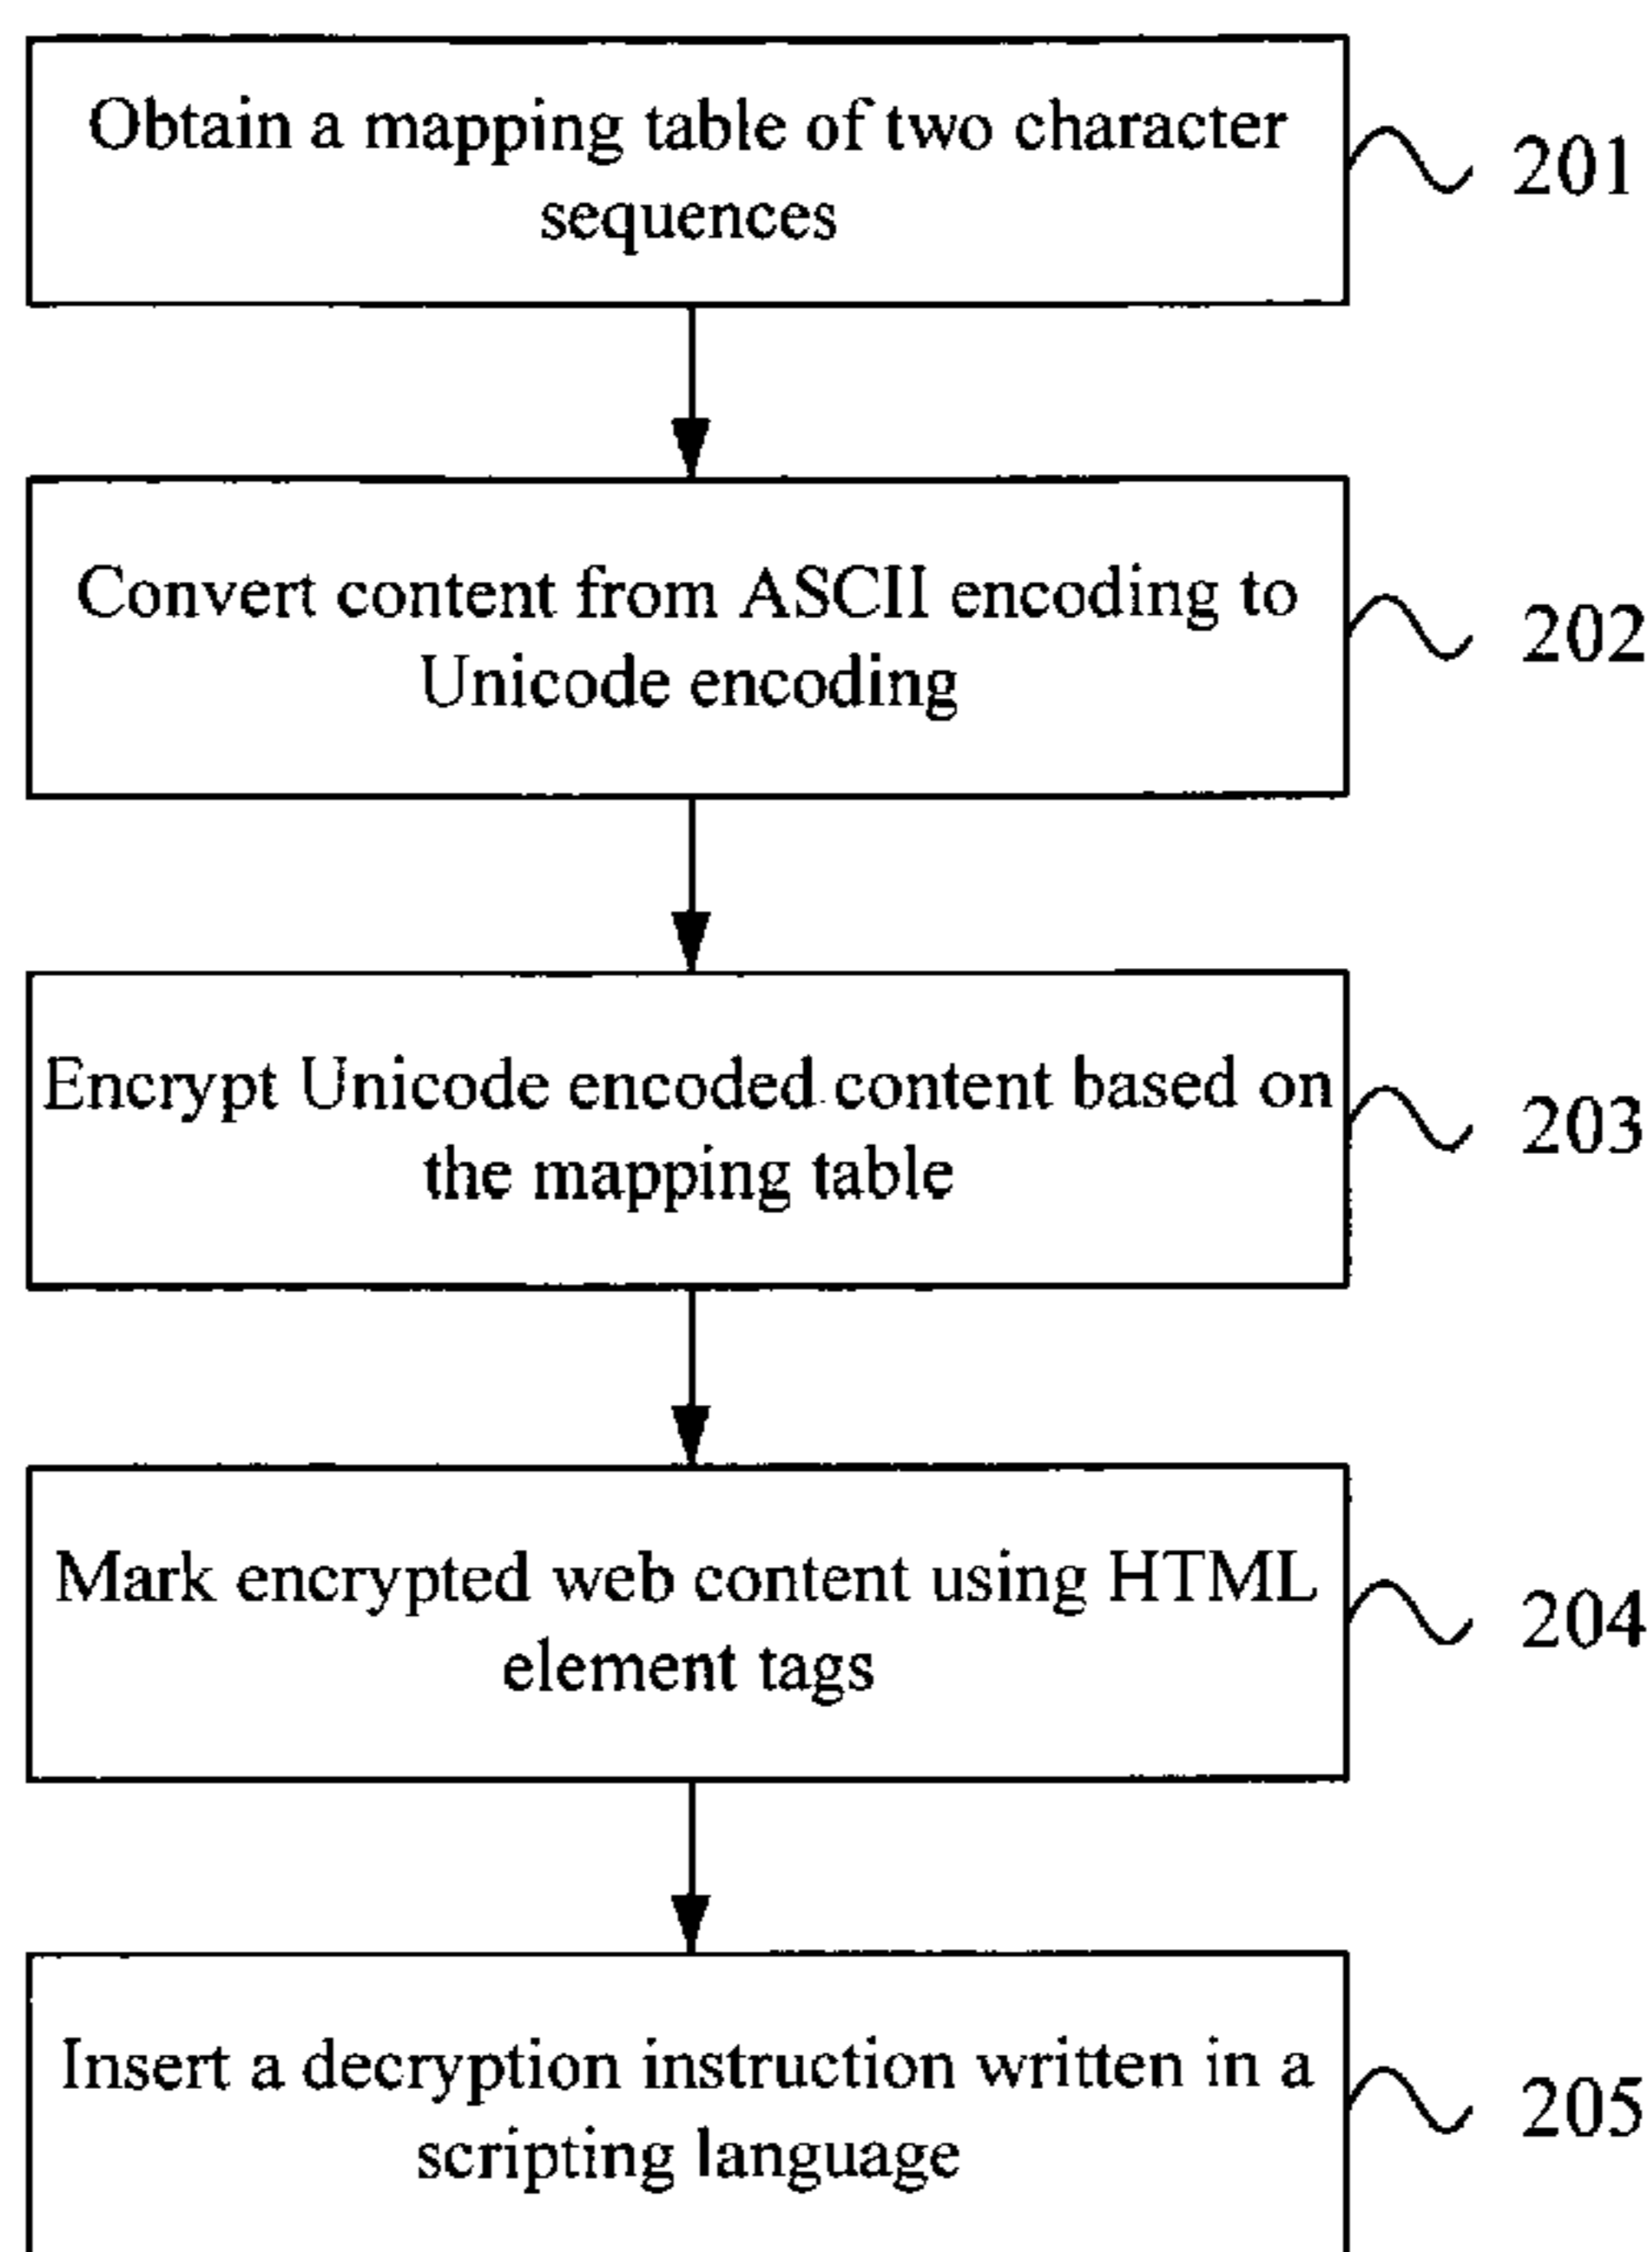 Obtain a mapping table of two character
sequences
201
Convert content from ASCII encoding to
Unicode encoding
202
Encrypt Unicode encoded content based on
the mapping table
203
Mark encrypted web content using HTML
element tags
204
Insert a decryption instruction written in a
scripting language
205